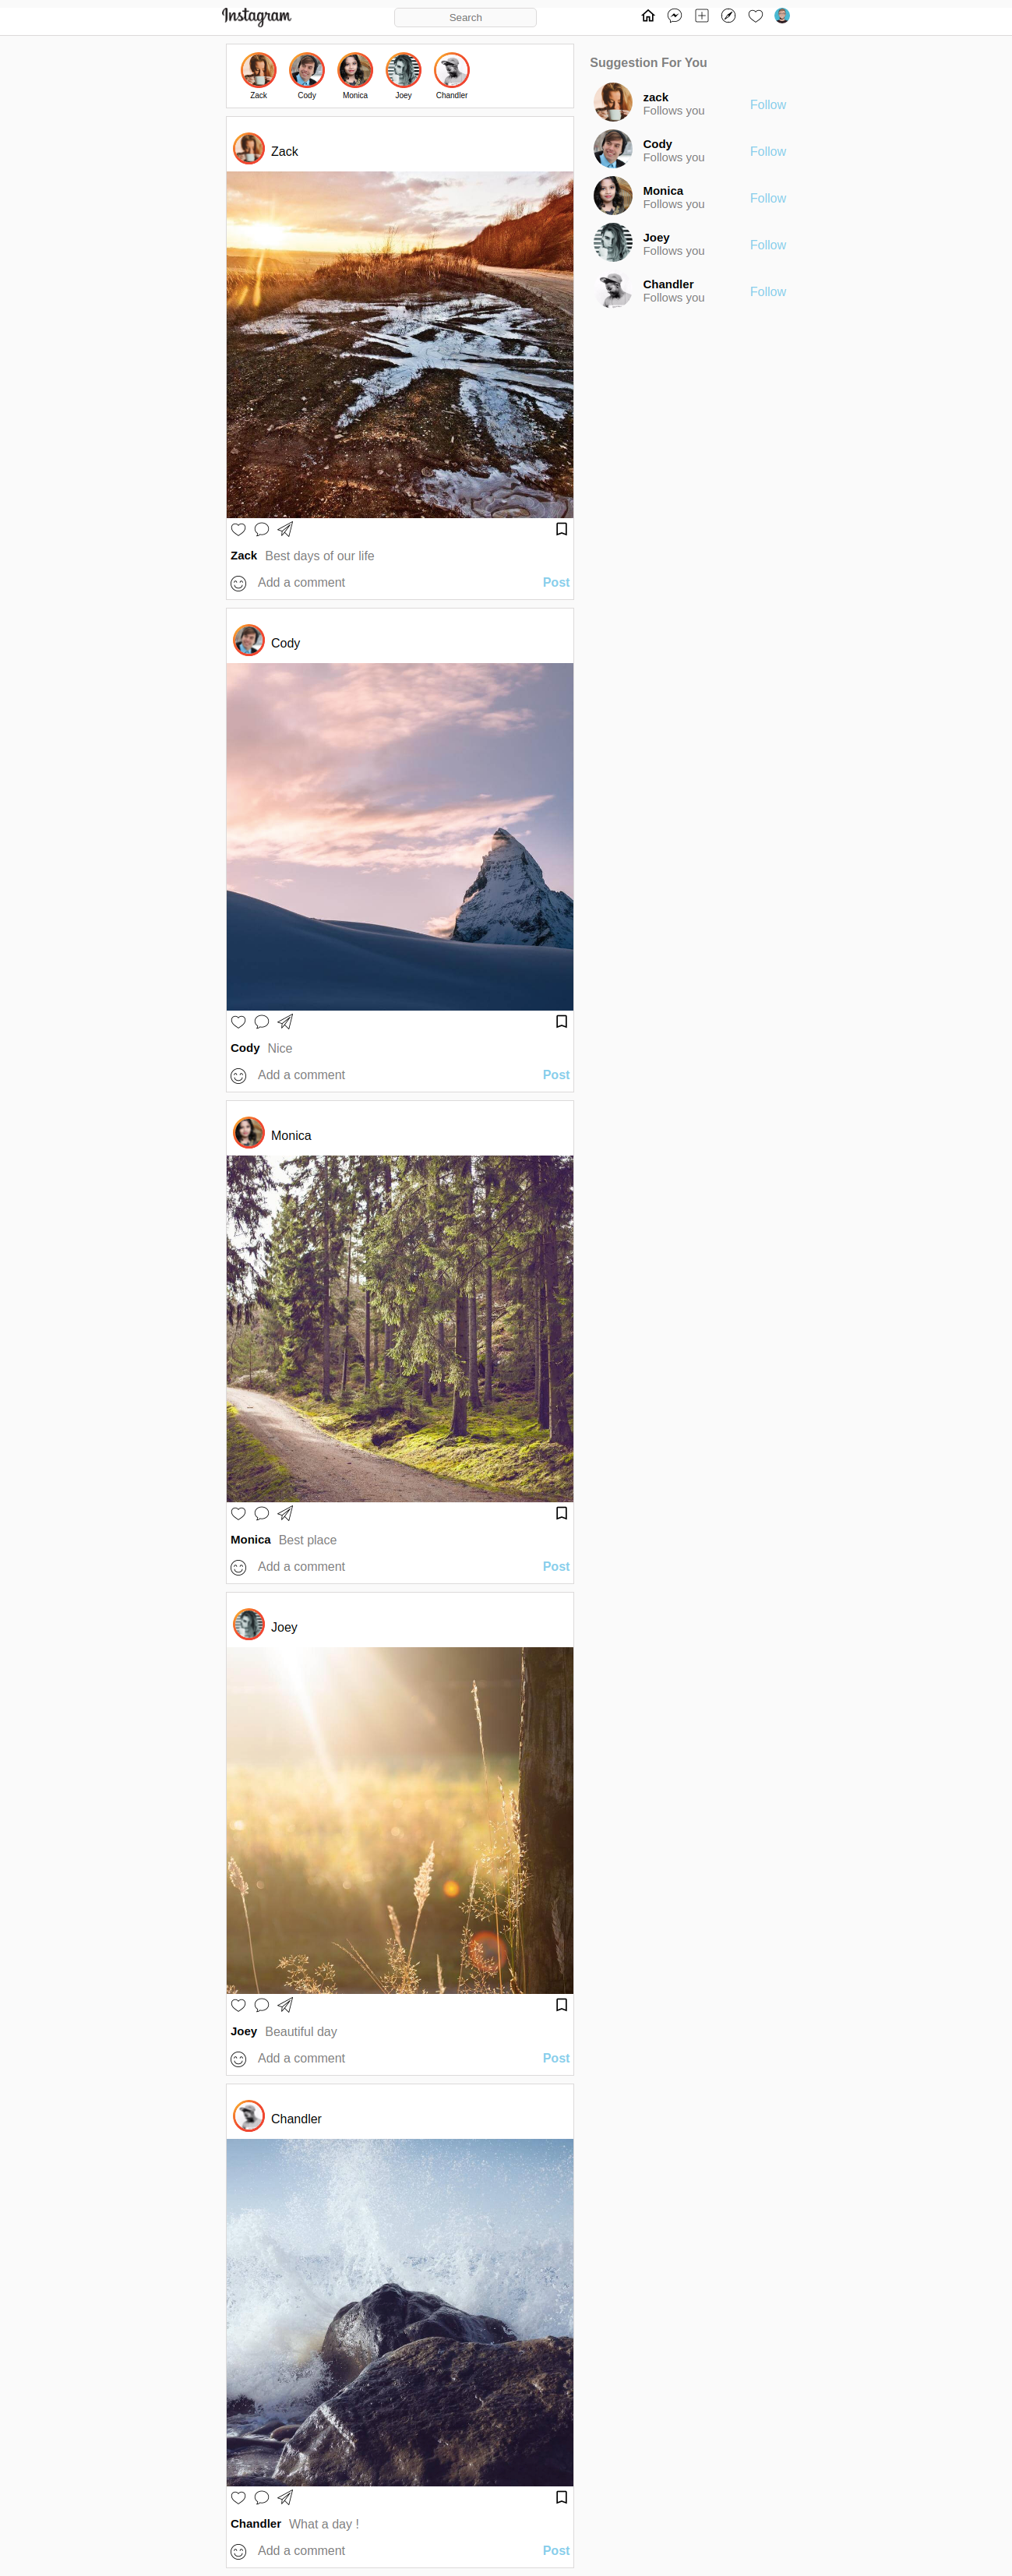 Instagram
Search
Zack
Cody
Monica
Joey
Chandler
Suggestion For You
zack
Follows you
Follow
Cody
Follows you
Follow
Monica
Follows you
Follow
Joey
Follows you
Follow
Chandler
Follows you
Follow
Zack
Zack Best days of our life
Add a comment
Post
Cody
Cody Nice
Add a comment
Post
Monica
Monica Best place
Add a comment
Post
Joey
Joey Beautiful day
Add a comment
Post
Chandler
Chandler What a day !
Add a comment
Post